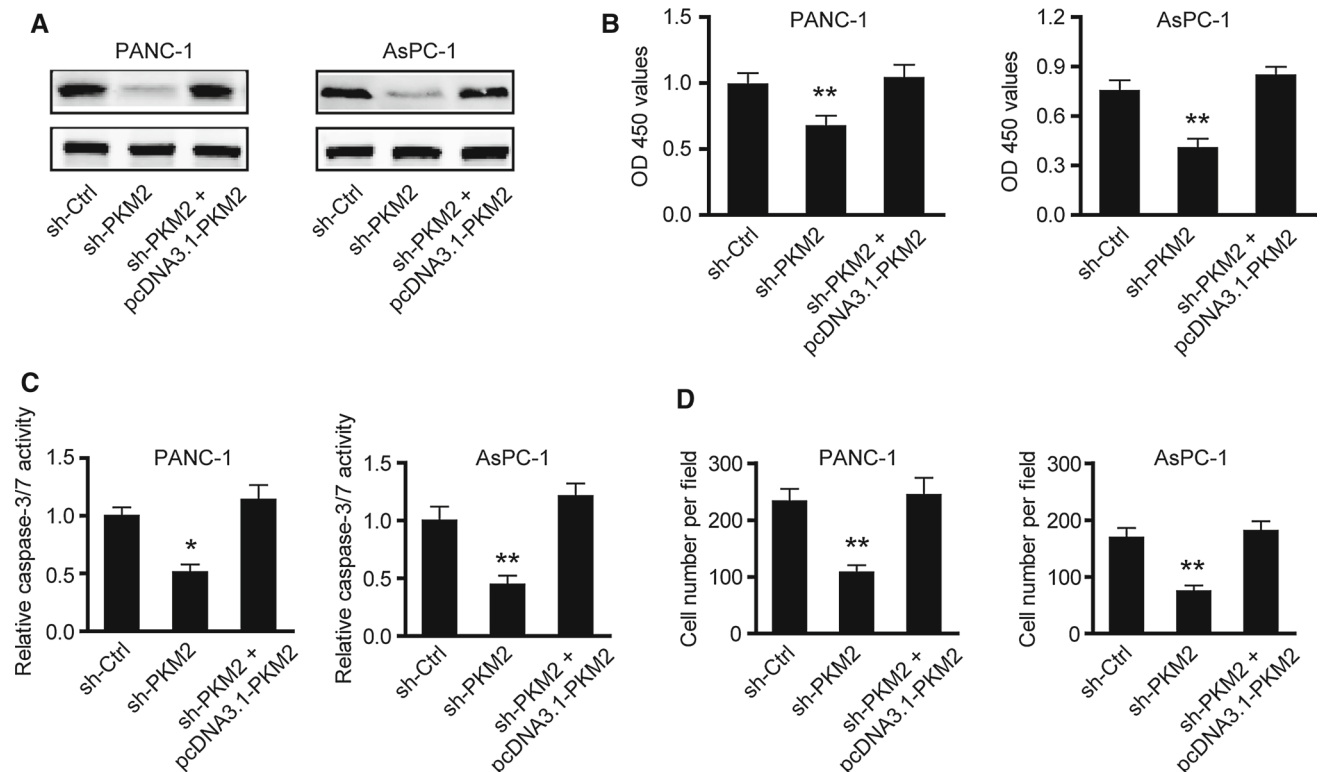 A
PANC-1
AsPC-1
sh-Ctrl
sh-PKM2
sh-PKM2 +
pcDNA3.1-PKM2
sh-Ctrl
sh-PKM2
sh-PKM2 +
pcDNA3.1-PKM2
B
PANC-1
OD 450 values
1.5
1.0
0.5
0.0
**
sh-Ctrl
sh-PKM2
sh-PKM2 +
pcDNA3.1-PKM2
AsPC-1
OD 450 values
1.2
0.9
0.6
0.3
0.0
**
sh-Ctrl
sh-PKM2
sh-PKM2 +
pcDNA3.1-PKM2
C
PANC-1
Relative caspase-3/7 activity
1.5
1.0
0.5
0.0
*
sh-Ctrl
sh-PKM2
sh-PKM2 +
pcDNA3.1-PKM2
AsPC-1
Relative caspase-3/7 activity
1.5
1.0
0.5
0.0
**
sh-Ctrl
sh-PKM2
sh-PKM2 +
pcDNA3.1-PKM2
D
PANC-1
Cell number per field
300
200
100
0
**
sh-Ctrl
sh-PKM2
sh-PKM2 +
pcDNA3.1-PKM2
AsPC-1
Cell number per field
300
200
100
0
**
sh-Ctrl
sh-PKM2
sh-PKM2 +
pcDNA3.1-PKM2